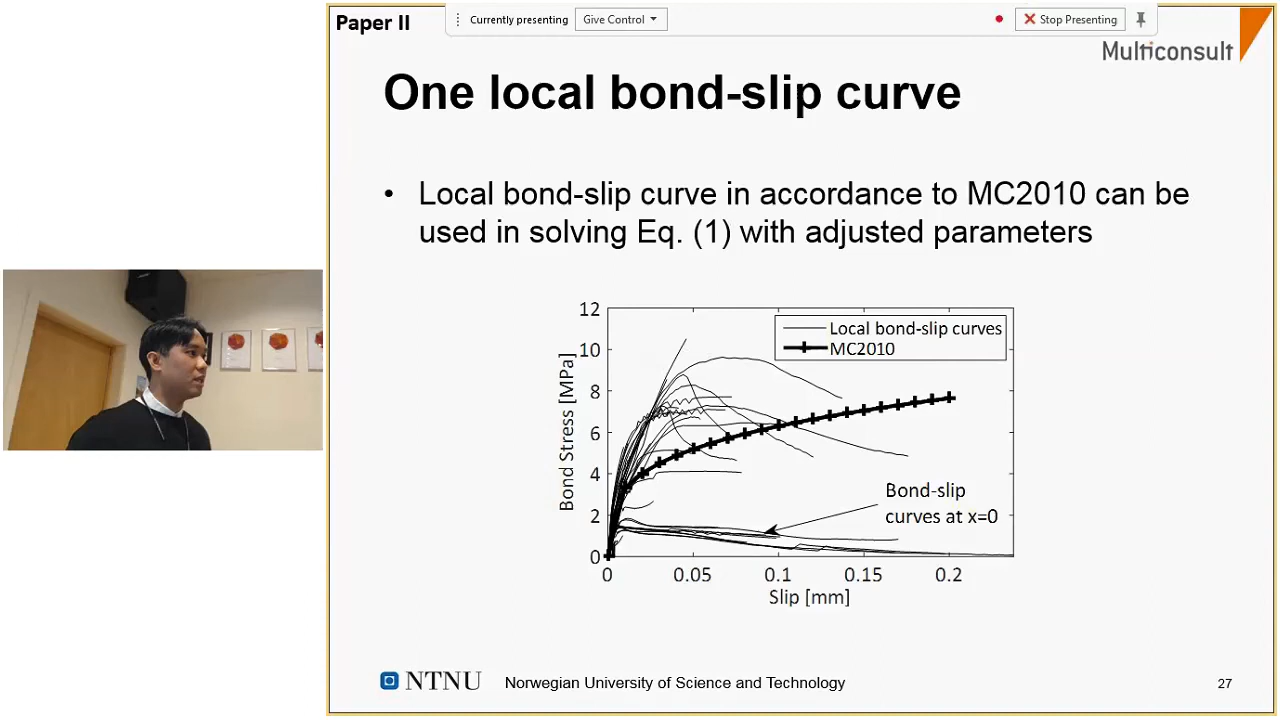 Paper II
Currently presenting
Give Control
Stop Presenting
Multiconsult
One local bond-slip curve
• Local bond-slip curve in accordance to MC2010 can be
used in solving Eq. (1) with adjusted parameters
12
10
8
6
4
2
0
Bond Stress [MPa]
Local bond-slip curves
MC2010
Bond-slip
curves at x=0
0 0.05 0.1 0.15 0.2
Slip [mm]
NTNU
Norwegian University of Science and Technology
27